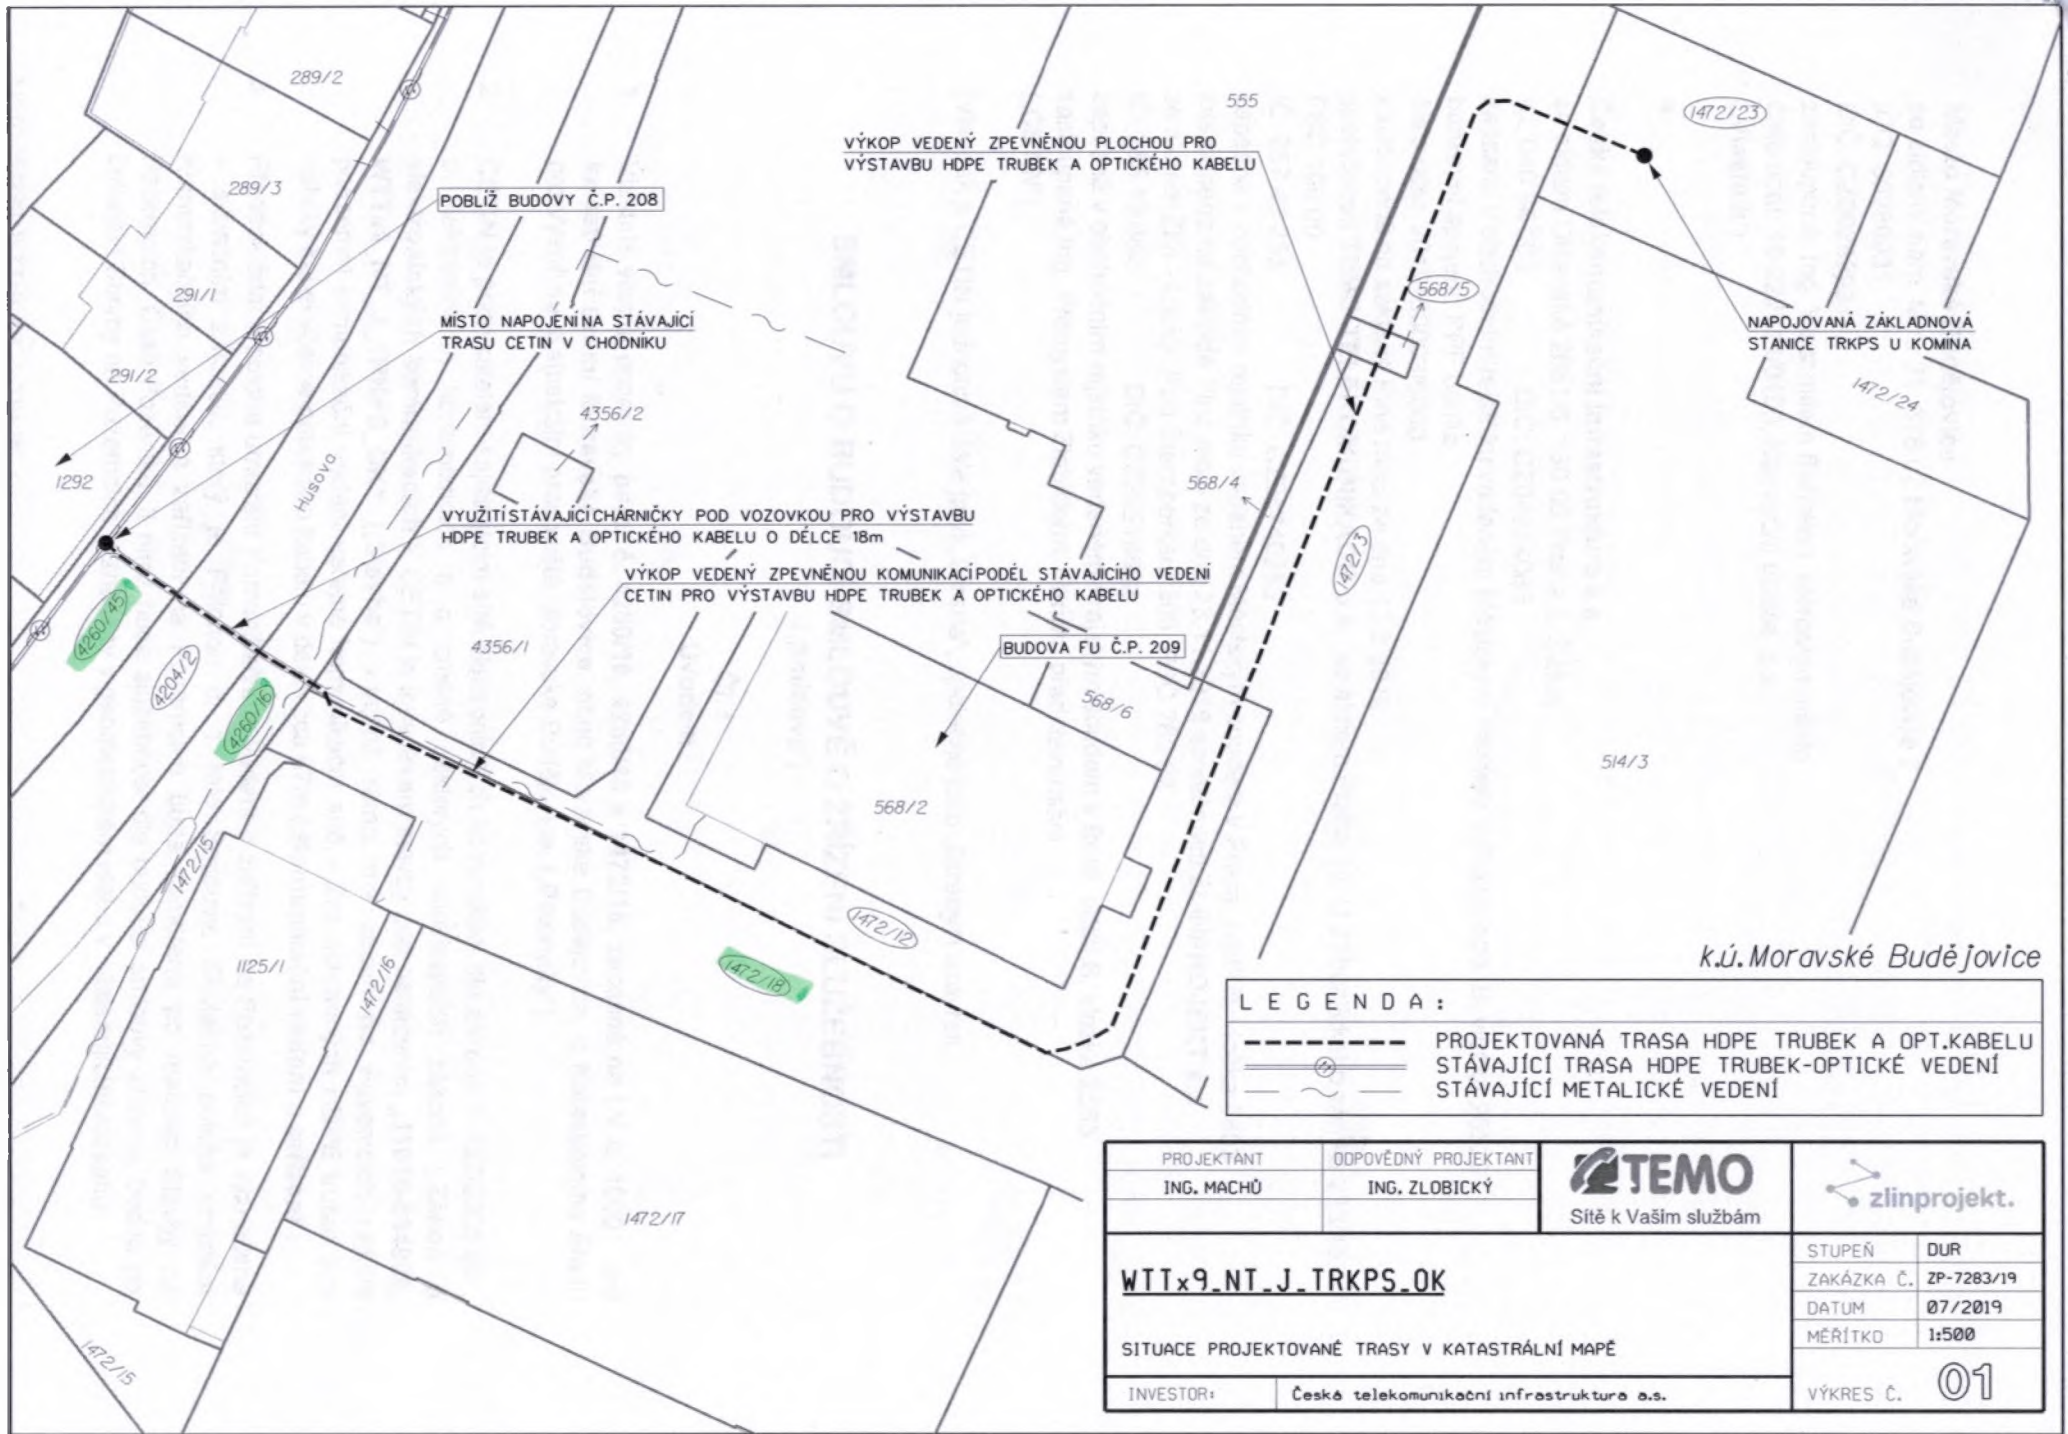 289/2
289/3
291/1
291/2
1292
Husova
POBLÍŽ BUDOVY Č.P. 208
MÍSTO NAPOJENÍ NA STÁVAJÍCÍ
TRASU CETIN V CHODNÍKU
4356/2
VYUŽITÍ STÁVAJÍCÍ CHÁRNIČKY POD VOZOVKOU PRO VÝSTAVBU
HDPE TRUBEK A OPTICKÉHO KABELU O DÉLCE 18m
VÝKOP VEDENÝ ZPEVNĚNOU KOMUNIKACÍ PODÉL STÁVAJÍCÍHO VEDENÍ
CETIN PRO VÝSTAVBU HDPE TRUBEK A OPTICKÉHO KABELU
VÝKOP VEDENÝ ZPEVNĚNOU PLOCHOU PRO
VÝSTAVBU HDPE TRUBEK A OPTICKÉHO KABELU
555
1472/23
568/5
NAPOJOVANÁ ZÁKLADNOVÁ
STANICE TRKPS U KOMÍNA
1472/24
568/4
1472/3
BUDOVA FU Č.P. 209
568/6
568/2
514/3
4260/45
4204/2
4260/16
4356/1
1472/12
1472/18
1472/15
1125/1
1472/16
1472/17
1472/15
k.ú. Moravské Budějovice
LEGENDA:
PROJEKTOVANÁ TRASA HDPE TRUBEK A OPT.KABELU
STÁVAJÍCÍ TRASA HDPE TRUBEK-OPTICKÉ VEDENÍ
STÁVAJÍCÍ METALICKÉ VEDENÍ
PROJEKTANT
ODPOVĚDNÝ PROJEKTANT
ING. MACHŮ
ING. ZLOBICKÝ
TEMO
Sítě k Vašim službám
zlinprojekt.
WTTx9_NT_J_TRKPS_OK
SITUACE PROJEKTOVANÉ TRASY V KATASTRÁLNÍ MAPĚ
INVESTOR:
Česká telekomunikační infrastruktura a.s.
STUPEŇ
DUR
ZAKÁZKA Č.
ZP-7283/19
DATUM
07/2019
MĚŘÍTKO
1:500
VÝKRES Č.
01